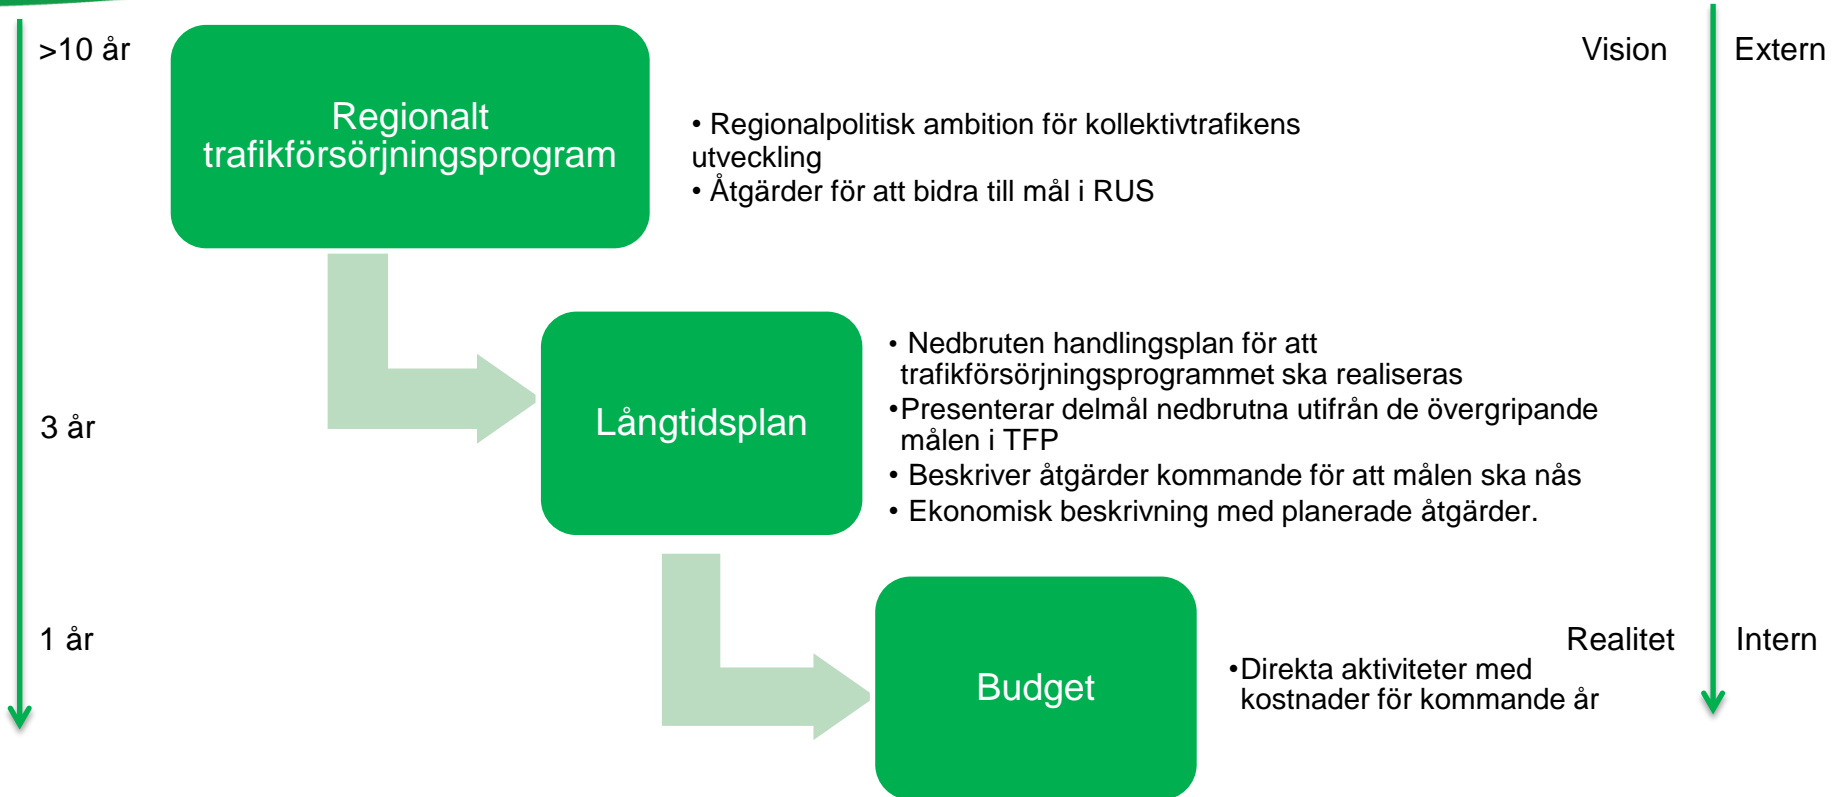 >10 år
Vision
Extern
Regionalt
trafikförsörjningsprogram
• Regionalpolitisk ambition för kollektivtrafikens
utveckling
• Åtgärder för att bidra till mål i RUS
3 år
Långtidsplan
• Nedbruten handlingsplan för att
trafikförsörjningsprogrammet ska realiseras
•Presenterar delmål nedbrutna utifrån de övergripande
målen i TFP
• Beskriver åtgärder kommande för att målen ska nås
• Ekonomisk beskrivning med planerade åtgärder.
1 år
Realitet
Intern
Budget
•Direkta aktiviteter med
kostnader för kommande år